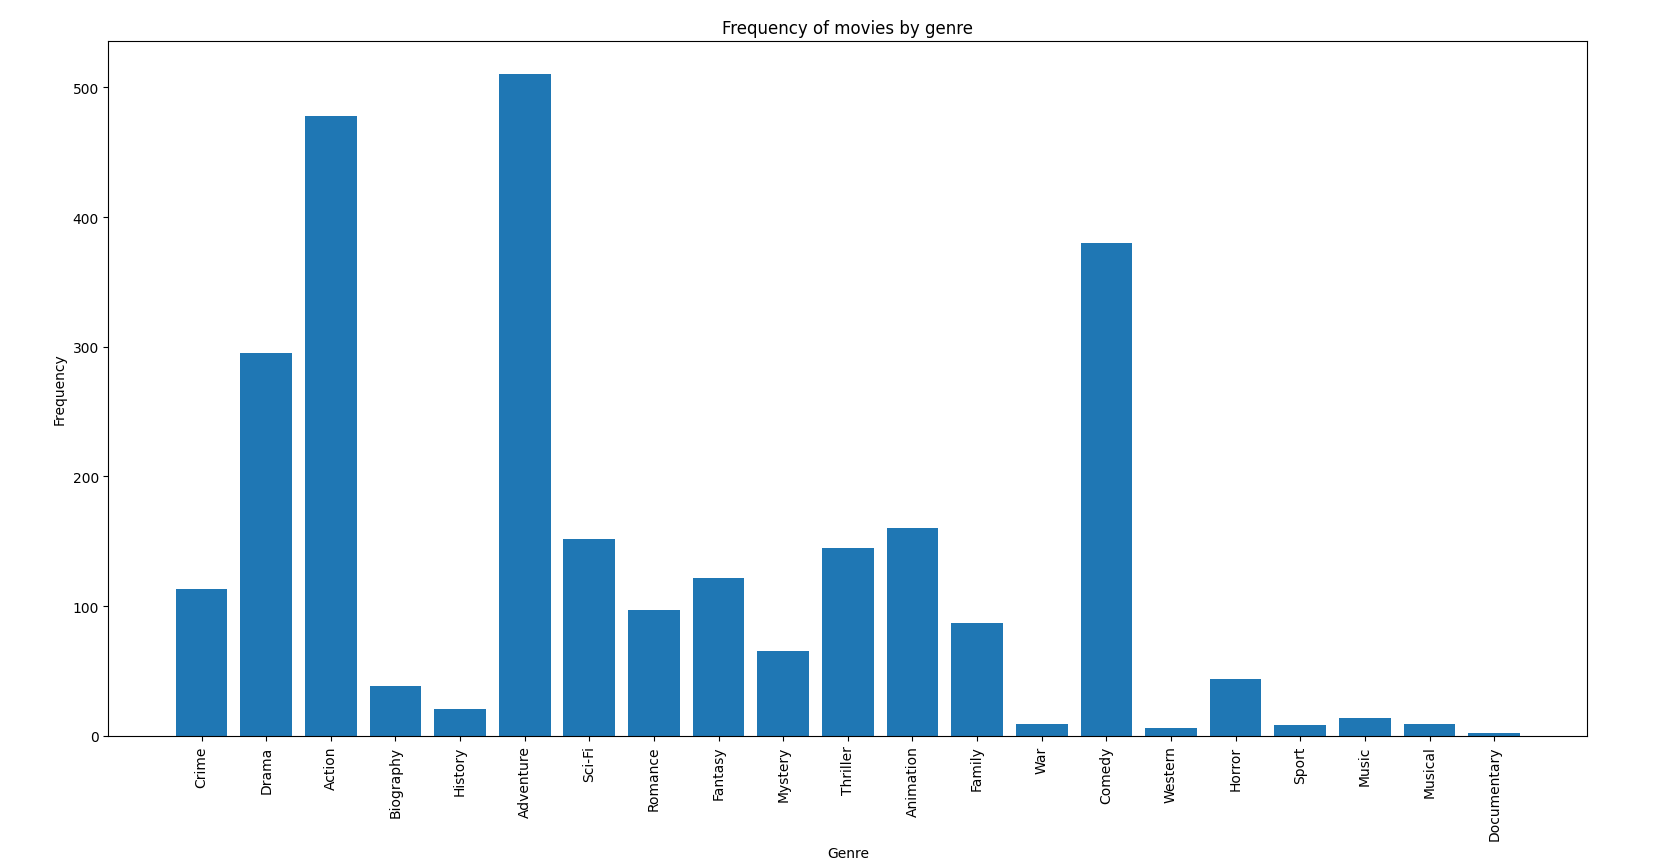 Frequency of movies by genre
500
400
300
200
100
0
Frequency
Crime
Drama
Action
Biography
History
Adventure
Sci-Fi
Romance
Fantasy
Mystery
Thriller
Animation
Family
War
Comedy
Western
Horror
Sport
Music
Musical
Documentary
Genre